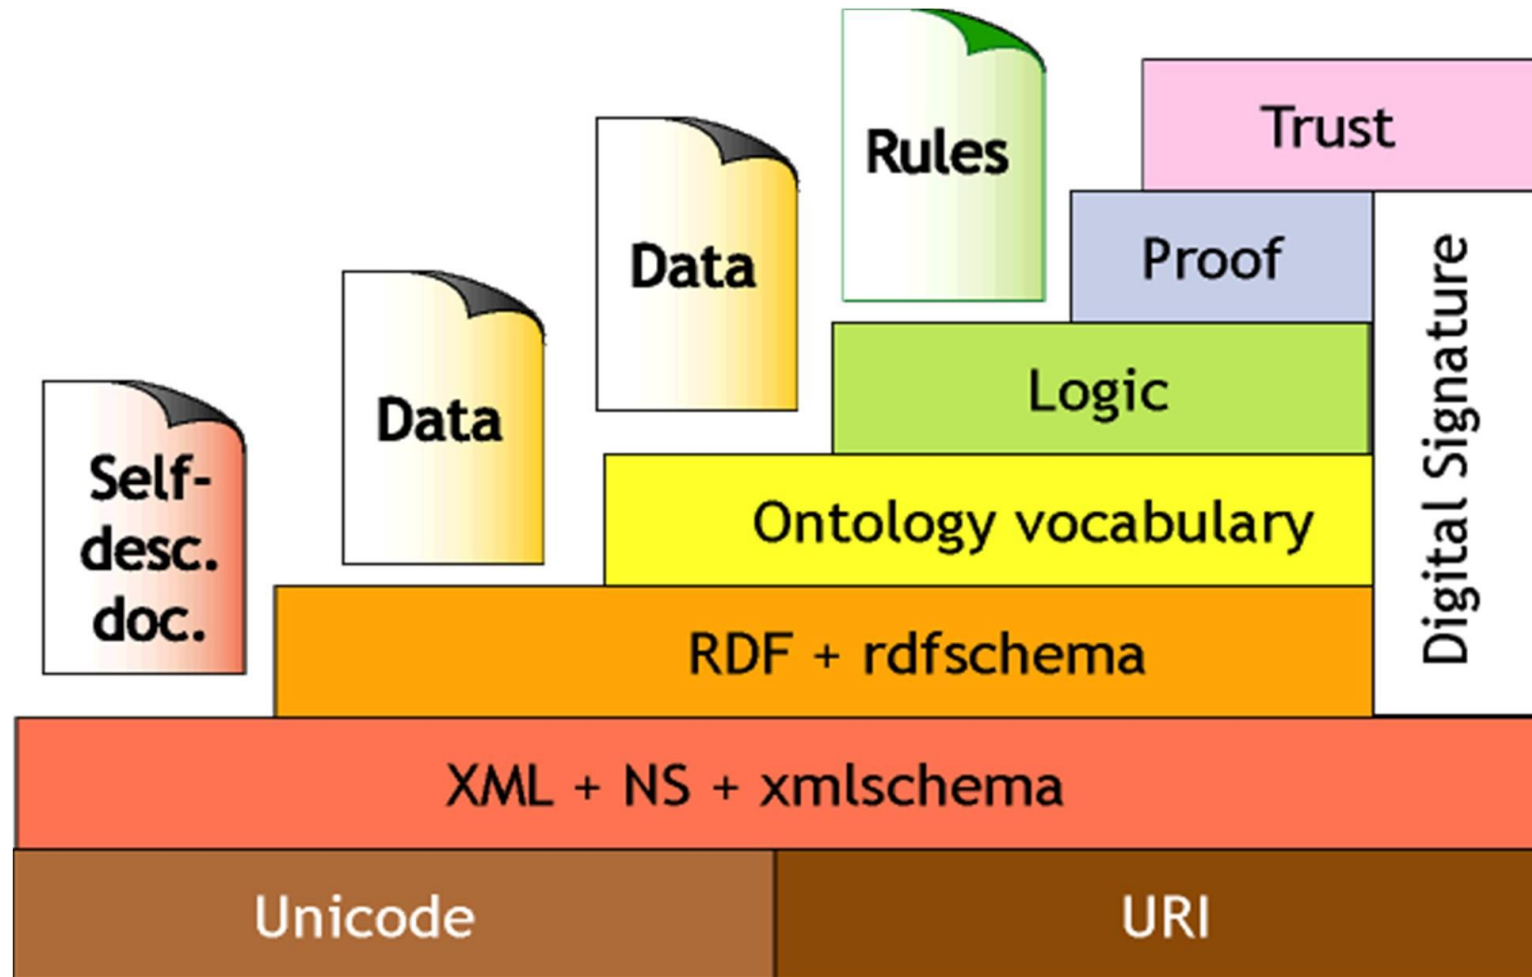 Rules
Trust
Data
Proof
Data
Logic
Self-
desc.
doc.
Ontology vocabulary
Digital Signature
RDF + rdfschema
XML + NS + xmlschema
Unicode
URI